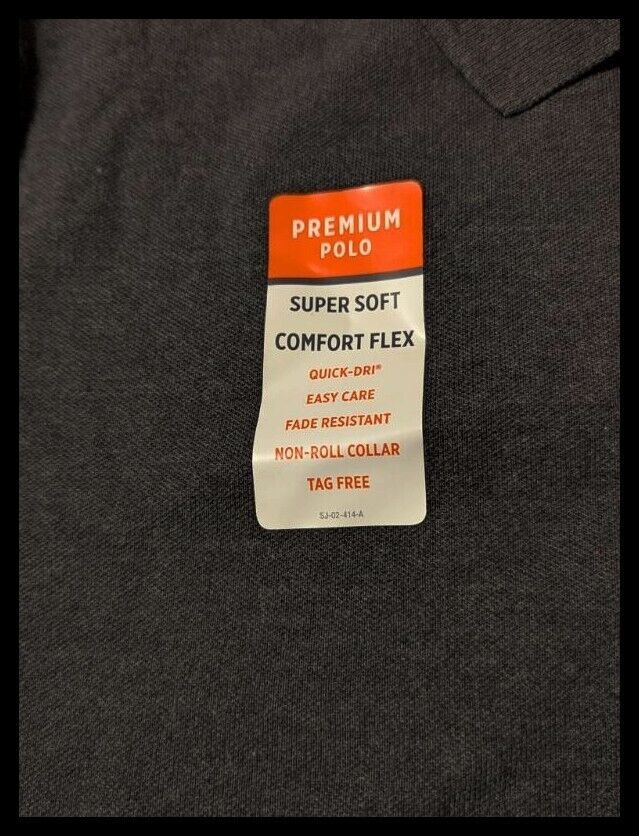 PREMIUM
POLO
SUPER SOFT
COMFORT FLEX
QUICK-DRI®
EASY CARE
FADE RESISTANT
NON-ROLL COLLAR
TAG FREE
SJ-02-414-A